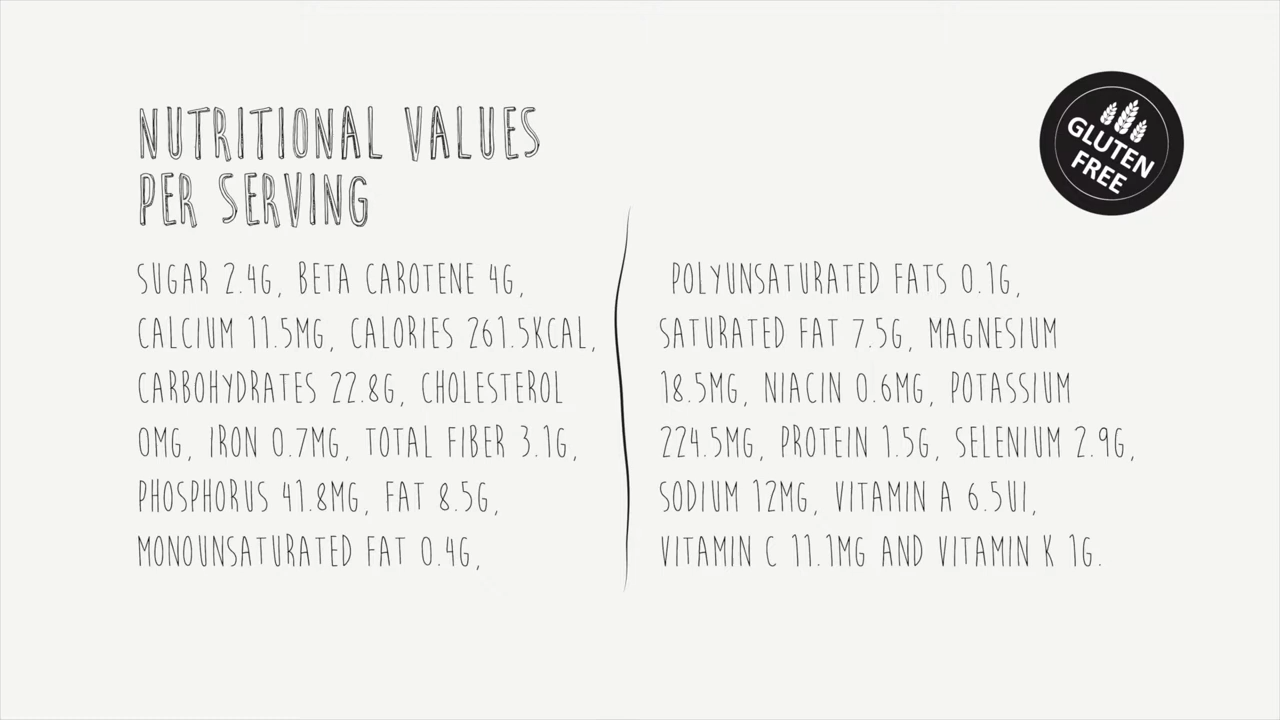 NUTRITIONAL VALUES
PER SERVING
SUGAR 2.4G, BETA CAROTENE 4G,
CALCIUM 11.5MG, CALORIES 261.5KCAL,
CARBOHYDRATES 22.8G, CHOLESTEROL
0MG, IRON 0.7MG, TOTAL FIBER 3.1G,
PHOSPHORUS 41.8MG, FAT 8.5G,
MONOUNSATURATED FAT 0.4G,
POLYUNSATURATED FATS 0.1G,
SATURATED FAT 7.5G, MAGNESIUM
18.5MG, NIACIN 0.6MG, POTASSIUM
224.5MG, PROTEIN 1.5G, SELENIUM 2.9G,
SODIUM 12MG, VITAMIN A 6.5UI,
VITAMIN C 11.1MG AND VITAMIN K 1G.
GLUTEN
FREE